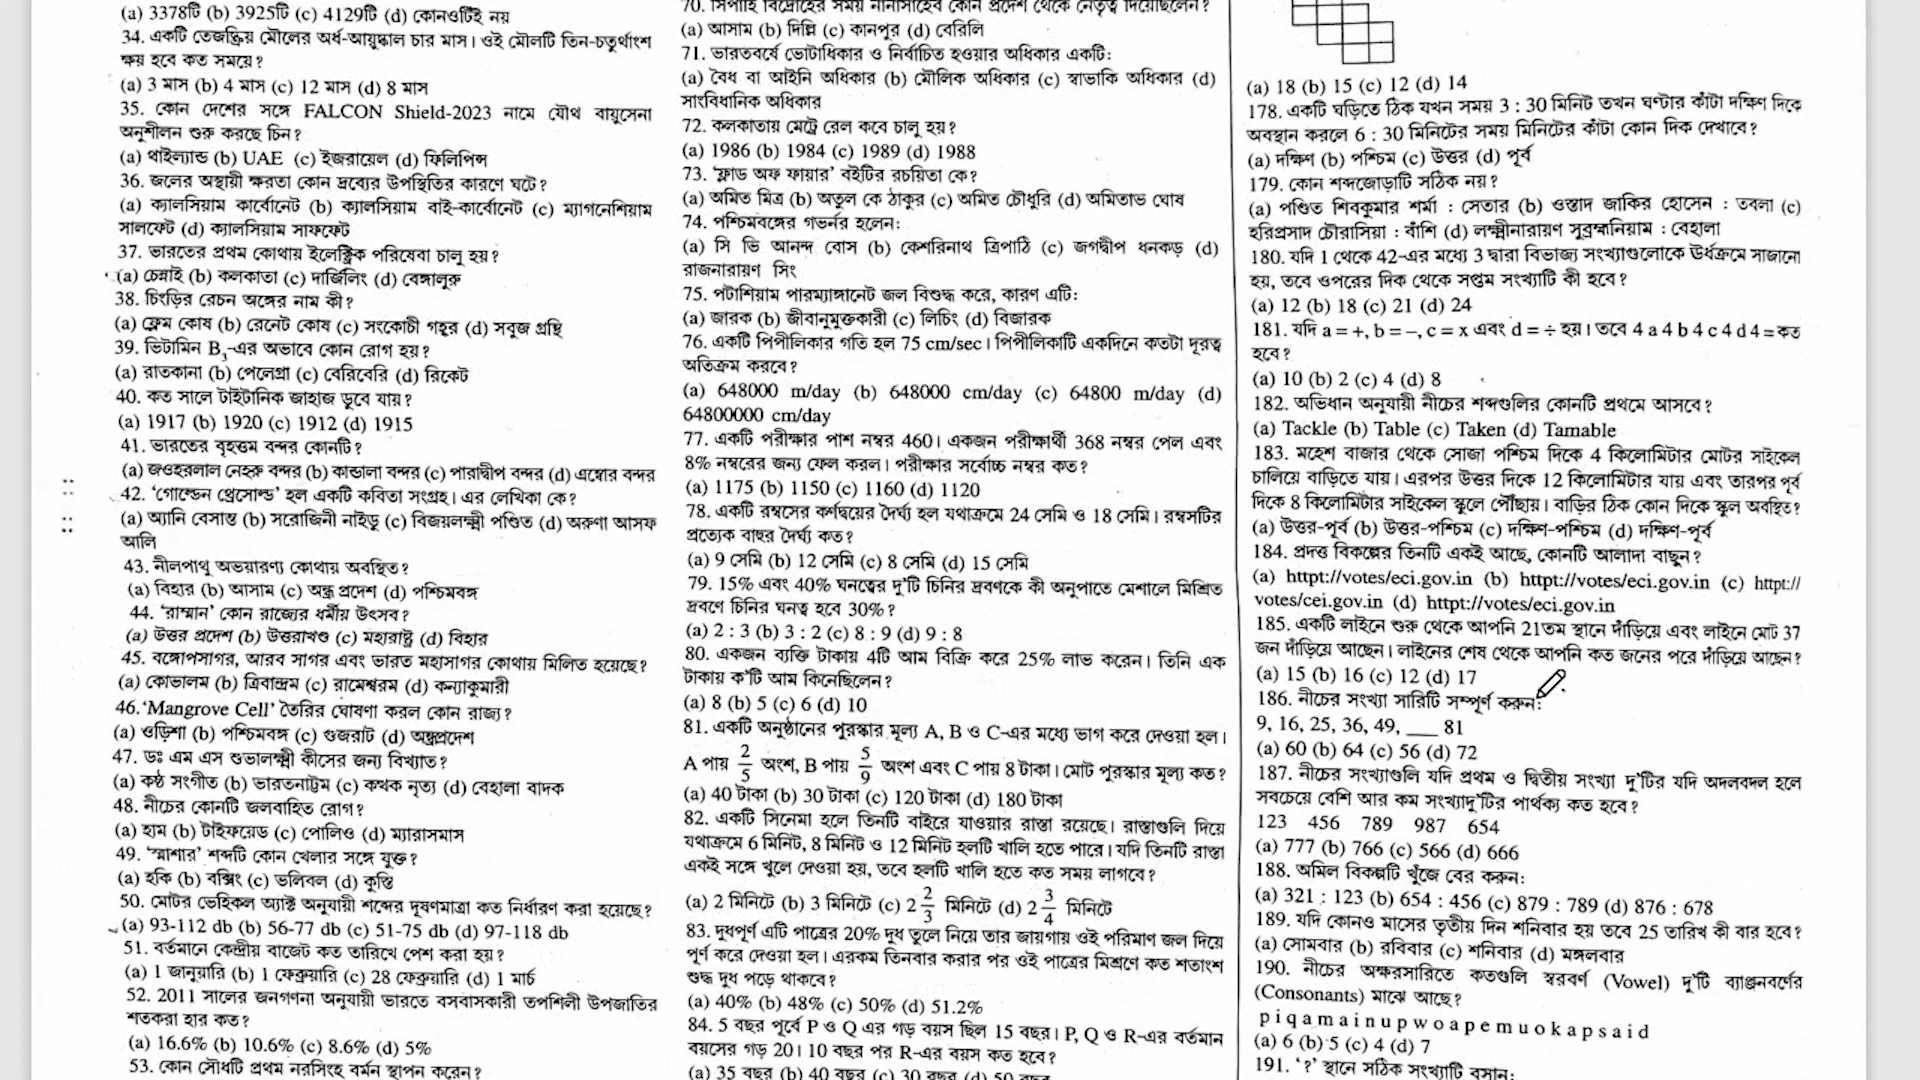 (a) 3378টি (b) 3925টি (c) 4129টি (d) কোনওটিই নয়
34. একটি তেজষ্ক্রিয় মৌলের অর্ধ-আয়ুষ্কাল চার মাস। ওই মৌলটি তিন-চতুর্থাংশ
ক্ষয় হবে কত সময়ে?
(a) 3 মাস (b) 4 মাস (c) 12 মাস (d) 8 মাস
35. কোন দেশের সঙ্গে FALCON Shield-2023 নামে যৌথ বায়ুসেনা
অনুশীলন শুরু করছে চিন?
(a) থাইল্যান্ড (b) UAE (c) ইজরায়েল (d) ফিলিপিন্স
36. জলের অস্থায়ী ক্ষরতা কোন দ্রব্যের উপস্থিতির কারণে ঘটে?
(a) ক্যালসিয়াম কার্বোনেট (b) ক্যালসিয়াম বাই-কার্বোনেট (c) ম্যাগনেশিয়াম
সালফেট (d) ক্যালসিয়াম সাফফেট
37. ভারতের প্রথম কোথায় ইলেক্ট্রিক পরিষেবা চালু হয়?
(a) চেন্নাই (b) কলকাতা (c) দার্জিলিং (d) বেঙ্গালুরু
38. চিংড়ির রেচন অঙ্গের নাম কী?
(a) ফ্লেম কোষ (b) রেনেট কোষ (c) সংকোচী গহ্বর (d) সবুজ গ্রন্থি
39. ভিটামিন B3-এর অভাবে কোন রোগ হয়?
(a) রাতকানা (b) পেলেগ্রা (c) বেরিবেরি (d) রিকেট
40. কত সালে টাইটানিক জাহাজ ডুবে যায়?
(a) 1917 (b) 1920 (c) 1912 (d) 1915
41. ভারতের বৃহত্তম বন্দর কোনটি?
(a) জওহরলাল নেহরু বন্দর (b) কান্ডালা বন্দর (c) পারাদ্বীপ বন্দর (d) এন্নোর বন্দর
42. ‘গোল্ডেন থ্রেসোল্ড’ হল একটি কবিতা সংগ্রহ। এর লেখিকা কে?
(a) অ্যানি বেসান্ত (b) সরোজিনী নাইডু (c) বিজয়লক্ষ্মী পণ্ডিত (d) অরুণা আসফ
আলি
43. নীলপাথু অভয়ারণ্য কোথায় অবস্থিত?
(a) বিহার (b) আসাম (c) অন্ধ্র প্রদেশ (d) পশ্চিমবঙ্গ
44. ‘রাম্মান’ কোন রাজ্যের ধর্মীয় উৎসব?
(a) উত্তর প্রদেশ (b) উত্তরাখণ্ড (c) মহারাষ্ট্র (d) বিহার
45. বঙ্গোপসাগর, আরব সাগর এবং ভারত মহাসাগর কোথায় মিলিত হয়েছে?
(a) কোভালম (b) ত্রিবান্দ্রম (c) রামেশ্বরম (d) কন্যাকুমারী
46. ‘Mangrove Cell’ তৈরির ঘোষণা করল কোন রাজ্য?
(a) ওড়িশা (b) পশ্চিমবঙ্গ (c) গুজরাট (d) অন্ধ্রপ্রদেশ
47. ডঃ এম এস শুভালক্ষ্মী কীসের জন্য বিখ্যাত?
(a) কণ্ঠ সংগীত (b) ভারতনাট্টম (c) কত্থক নৃত্য (d) বেহালা বাদক
48. নীচের কোনটি জলবাহিত রোগ?
(a) হাম (b) টাইফয়েড (c) পোলিও (d) ম্যারাসমাস
49. ‘স্ম্যাশার’ শব্দটি কোন খেলার সঙ্গে যুক্ত?
(a) হকি (b) বক্সিং (c) ভলিবল (d) কুস্তি
50. মোটর ভেহিকল অ্যাক্ট অনুযায়ী শব্দের দূষণমাত্রা কত নির্ধারণ করা হয়েছে?
(a) 93-112 db (b) 56-77 db (c) 51-75 db (d) 97-118 db
51. বর্তমানে কেন্দ্রীয় বাজেট কত তারিখে পেশ করা হয়?
(a) 1 জানুয়ারি (b) 1 ফেব্রুয়ারি (c) 28 ফেব্রুয়ারি (d) 1 মার্চ
52. 2011 সালের জনগণনা অনুযায়ী ভারতে বসবাসকারী তপশিলী উপজাতির
শতকরা হার কত?
(a) 16.6% (b) 10.6% (c) 8.6% (d) 5%
53. কোন সৌধটি প্রথম নরসিংহ বর্মন স্থাপন করেন?
70. সিপাহি বিদ্রোহের সময় নানাসাহেব কোন প্রদেশ থেকে নেতৃত্ব দিয়েছিলেন?
(a) আসাম (b) দিল্লি (c) কানপুর (d) বেরিলি
71. ভারতবর্ষে ভোটাধিকার ও নির্বাচিত হওয়ার অধিকার একটি:
(a) বৈধ বা আইনি অধিকার (b) মৌলিক অধিকার (c) স্বাভাকি অধিকার (d)
সাংবিধানিক অধিকার
72. কলকাতায় মেট্রে রেল কবে চালু হয়?
(a) 1986 (b) 1984 (c) 1989 (d) 1988
73. ‘ফ্লাড অফ ফায়ার’ বইটির রচয়িতা কে?
(a) অমিত মিত্র (b) অতুল কে ঠাকুর (c) অমিত চৌধুরি (d) অমিতাভ ঘোষ
74. পশ্চিমবঙ্গের গভর্নর হলেন:
(a) সি ভি আনন্দ বোস (b) কেশরিনাথ ত্রিপাঠি (c) জগদ্বীপ ধনকড় (d)
রাজনারায়ণ সিং
75. পটাশিয়াম পারম্যাঙ্গানেট জল বিশুদ্ধ করে, কারণ এটি:
(a) জারক (b) জীবানুমুক্তকারী (c) লিচিং (d) বিজারক
76. একটি পিপীলিকার গতি হল 75 cm/sec। পিপীলিকাটি একদিনে কতটা দূরত্ব
অতিক্রম করবে?
(a) 648000 m/day (b) 648000 cm/day (c) 64800 m/day (d)
64800000 cm/day
77. একটি পরীক্ষার পাশ নম্বর 460। একজন পরীক্ষার্থী 368 নম্বর পেল এবং
8% নম্বরের জন্য ফেল করল। পরীক্ষার সর্বোচ্চ নম্বর কত?
(a) 1175 (b) 1150 (c) 1160 (d) 1120
78. একটি রম্বসের কর্ণদ্বয়ের দৈর্ঘ্য হল যথাক্রমে 24 সেমি ও 18 সেমি। রম্বসটির
প্রত্যেক বাহুর দৈর্ঘ্য কত?
(a) 9 সেমি (b) 12 সেমি (c) 8 সেমি (d) 15 সেমি
79. 15% এবং 40% ঘনত্বের দু’টি চিনির দ্রবণকে কী অনুপাতে মেশালে মিশ্রিত
দ্রবণে চিনির ঘনত্ব হবে 30%?
(a) 2 : 3 (b) 3 : 2 (c) 8 : 9 (d) 9 : 8
80. একজন ব্যক্তি টাকায় 4টি আম বিক্রি করে 25% লাভ করেন। তিনি এক
টাকায় ক’টি আম কিনেছিলেন?
(a) 8 (b) 5 (c) 6 (d) 10
81. একটি অনুষ্ঠানের পুরস্কার মূল্য A, B ও C-এর মধ্যে ভাগ করে দেওয়া হল।
A পায় 2/5 অংশ, B পায় 5/9 অংশ এবং C পায় 8 টাকা। মোট পুরস্কার মূল্য কত?
(a) 40 টাকা (b) 30 টাকা (c) 120 টাকা (d) 180 টাকা
82. একটি সিনেমা হলে তিনটি বাইরে যাওয়ার রাস্তা রয়েছে। রাস্তাগুলি দিয়ে
যথাক্রমে 6 মিনিট, 8 মিনিট ও 12 মিনিট হলটি খালি হতে পারে। যদি তিনটি রাস্তা
একই সঙ্গে খুলে দেওয়া হয়, তবে হলটি খালি হতে কত সময় লাগবে?
(a) 2 মিনিটে (b) 3 মিনিটে (c) 2 2/3 মিনিটে (d) 2 3/4 মিনিটে
83. দুধপূর্ণ এটি পাত্রের 20% দুধ তুলে নিয়ে তার জায়গায় ওই পরিমাণ জল দিয়ে
পূর্ণ করে দেওয়া হল। এরকম তিনবার করার পর ওই পাত্রের মিশ্রণে কত শতাংশ
শুদ্ধ দুধ পড়ে থাকবে?
(a) 40% (b) 48% (c) 50% (d) 51.2%
84. 5 বছর পূর্বে P ও Q এর গড় বয়স ছিল 15 বছর। P, Q ও R-এর বর্তমান
বয়সের গড় 20। 10 বছর পর R-এর বয়স কত হবে?
(a) 35 বছর (b) 40 বছর (c) 30 বছর (d) 50 বছর
(a) 18 (b) 15 (c) 12 (d) 14
178. একটি ঘড়িতে ঠিক যখন সময় 3 : 30 মিনিট তখন ঘণ্টার কাঁটা দক্ষিণ দিকে
অবস্থান করলে 6 : 30 মিনিটের সময় মিনিটের কাঁটা কোন দিক দেখাবে?
(a) দক্ষিণ (b) পশ্চিম (c) উত্তর (d) পূর্ব
179. কোন শব্দজোড়াটি সঠিক নয়?
(a) পণ্ডিত শিবকুমার শর্মা : সেতার (b) ওস্তাদ জাকির হোসেন : তবলা (c)
হরিপ্রসাদ চৌরাসিয়া : বাঁশি (d) লক্ষ্মীনারায়ণ সুব্রহ্মনিয়াম : বেহালা
180. যদি 1 থেকে 42-এর মধ্যে 3 দ্বারা বিভাজ্য সংখ্যাগুলোকে ঊর্ধক্রমে সাজানো
হয়, তবে ওপরের দিক থেকে সপ্তম সংখ্যাটি কী হবে?
(a) 12 (b) 18 (c) 21 (d) 24
181. যদি a = +, b = –, c = x এবং d = ÷ হয়। তবে 4 a 4 b 4 c 4 d 4 = কত
হবে?
(a) 10 (b) 2 (c) 4 (d) 8
182. অভিধান অনুযায়ী নীচের শব্দগুলির কোনটি প্রথমে আসবে?
(a) Tackle (b) Table (c) Taken (d) Tamable
183. মহেশ বাজার থেকে সোজা পশ্চিম দিকে 4 কিলোমিটার মোটর সাইকেল
চালিয়ে বাড়িতে যায়। এরপর উত্তর দিকে 12 কিলোমিটার যায় এবং তারপর পূর্ব
দিকে 8 কিলোমিটার সাইকেল স্কুলে পৌঁছায়। বাড়ির ঠিক কোন দিকে স্কুল অবস্থিত?
(a) উত্তর-পূর্ব (b) উত্তর-পশ্চিম (c) দক্ষিণ-পশ্চিম (d) দক্ষিণ-পূর্ব
184. প্রদত্ত বিকল্পের তিনটি একই আছে, কোনটি আলাদা বাছুন?
(a) httpt://votes/eci.gov.in (b) httpt://votes/eci.gov.in (c) httpt://
votes/cei.gov.in (d) httpt://votes/eci.gov.in
185. একটি লাইনে শুরু থেকে আপনি 21তম স্থানে দাঁড়িয়ে এবং লাইনে মোট 37
জন দাঁড়িয়ে আছেন। লাইনের শেষ থেকে আপনি কত জনের পরে দাঁড়িয়ে আছেন?
(a) 15 (b) 16 (c) 12 (d) 17
186. নীচের সংখ্যা সারিটি সম্পূর্ণ করুন:
9, 16, 25, 36, 49, ___ 81
(a) 60 (b) 64 (c) 56 (d) 72
187. নীচের সংখ্যাগুলি যদি প্রথম ও দ্বিতীয় সংখ্যা দু’টির যদি অদলবদল হলে
সবচেয়ে বেশি আর কম সংখ্যাদু’টির পার্থক্য কত হবে?
123 456 789 987 654
(a) 777 (b) 766 (c) 566 (d) 666
188. অমিল বিকল্পটি খুঁজে বের করুন:
(a) 321 : 123 (b) 654 : 456 (c) 879 : 789 (d) 876 : 678
189. যদি কোনও মাসের তৃতীয় দিন শনিবার হয় তবে 25 তারিখ কী বার হবে?
(a) সোমবার (b) রবিবার (c) শনিবার (d) মঙ্গলবার
190. নীচের অক্ষরসারিতে কতগুলি স্বরবর্ণ (Vowel) দু’টি ব্যাঞ্জনবর্ণের
(Consonants) মাঝে আছে?
p i q a m a i n u p w o a p e m u o k a p s a i d
(a) 6 (b) 5 (c) 4 (d) 7
191. ‘?’ স্থানে সঠিক সংখ্যাটি বসান: